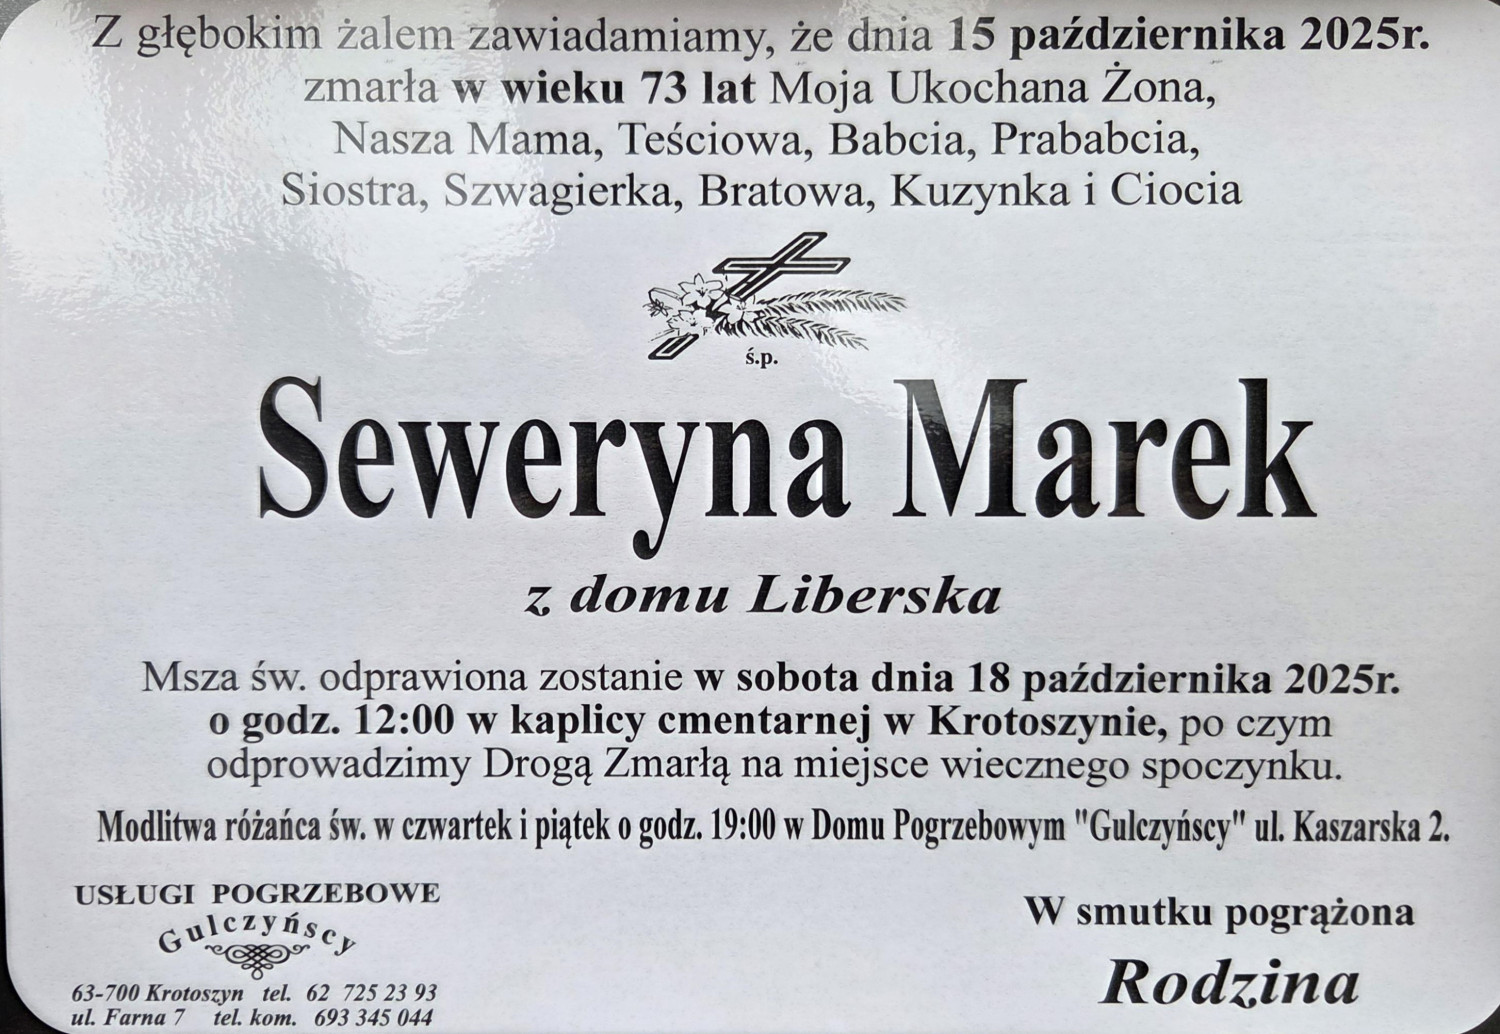 Z głębokim żalem zawiadamiamy, że dnia 15 października 2025r.
zmarła w wieku 73 lat Moja Ukochana Żona,
Nasza Mama, Teściowa, Babcia, Prababcia,
Siostra, Szwagierka, Bratowa, Kuzynka i Ciocia
ś.p.
Seweryna Marek
z domu Liberska
Msza św. odprawiona zostanie w sobota dnia 18 października 2025r.
o godz. 12:00 w kaplicy cmentarnej w Krotoszynie, po czym
odprowadzimy Drogą Zmarłą na miejsce wiecznego spoczynku.
Modlitwa różańca św. w czwartek i piątek o godz. 19:00 w Domu Pogrzebowym "Gulczyńscy" ul. Kaszarska 2.
USŁUGI POGRZEBOWE
Gulczyńscy
63-700 Krotoszyn tel. 62 725 23 93
ul. Farna 7 tel. kom. 693 345 044
W smutku pogrążona
Rodzina